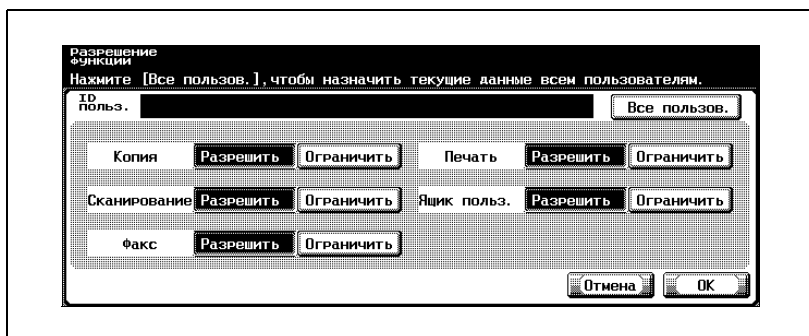 Разрешение
функции
Нажмите [Все пользов.],чтобы назначить текущие данные всем пользователям.
ID
польз.
Все пользов.
Копия Разрешить Ограничить Печать Разрешить Ограничить
Сканирование Разрешить Ограничить Ящик польз. Разрешить Ограничить
Факс Разрешить Ограничить
Отмена OK